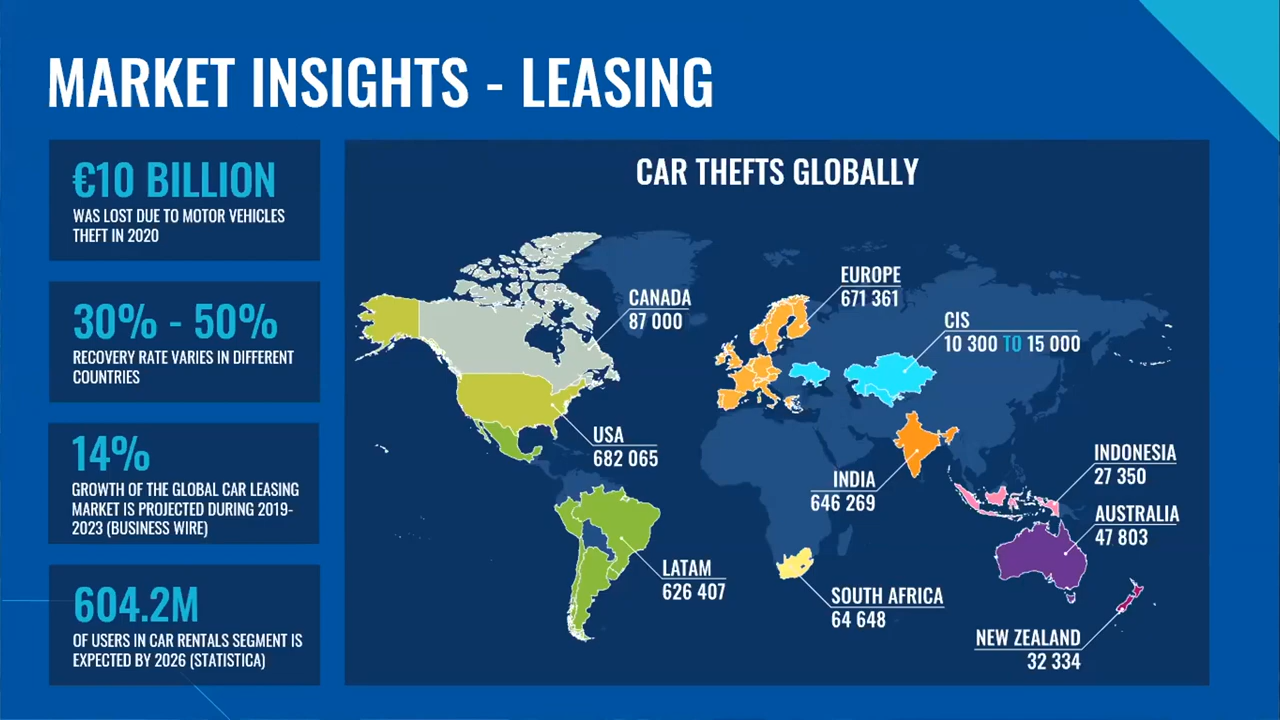 MARKET INSIGHTS - LEASING
€10 BILLION
WAS LOST DUE TO MOTOR VEHICLES
THEFT IN 2020
30% - 50%
RECOVERY RATE VARIES IN DIFFERENT
COUNTRIES
14%
GROWTH OF THE GLOBAL CAR LEASING
MARKET IS PROJECTED DURING 2019-
2023 (BUSINESS WIRE)
604.2M
OF USERS IN CAR RENTALS SEGMENT IS
EXPECTED BY 2026 (STATISTICA)
CAR THEFTS GLOBALLY
CANADA
87 000
EUROPE
671 361
CIS
10 300 TO 15 000
USA
682 065
INDIA
646 269
INDONESIA
27 350
AUSTRALIA
47 803
LATAM
626 407
SOUTH AFRICA
64 648
NEW ZEALAND
32 334